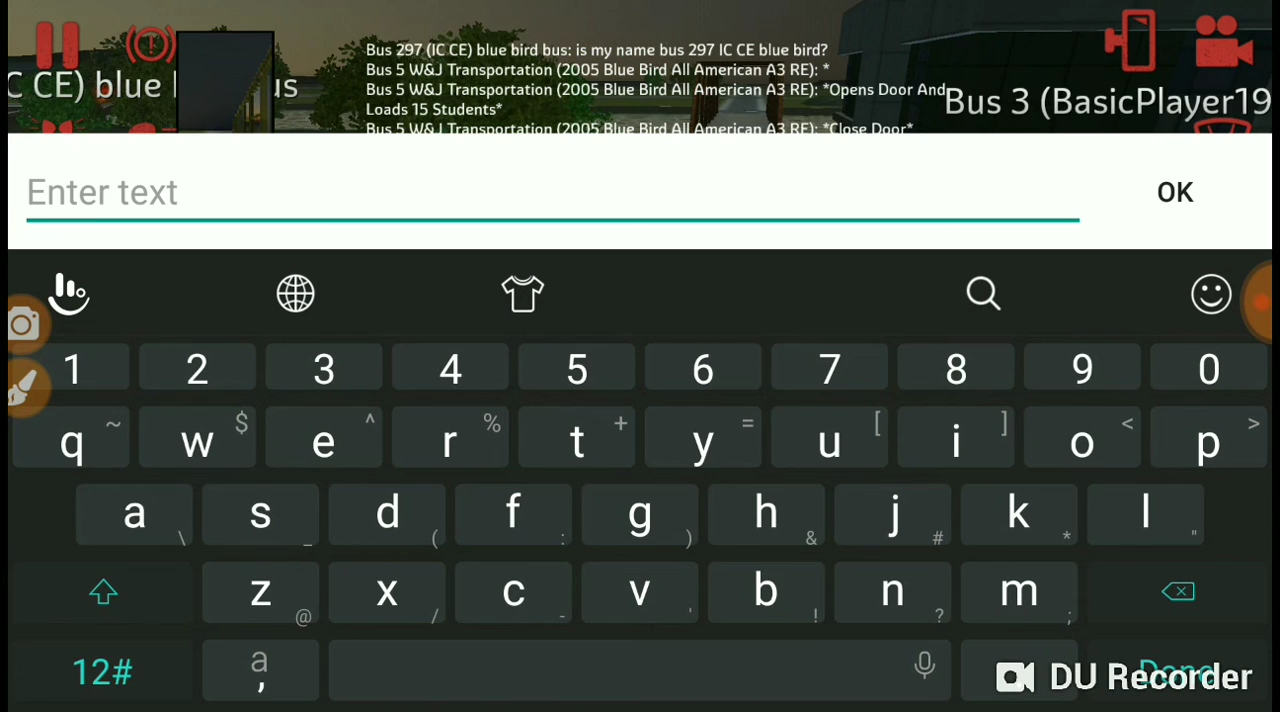 Bus 297 (IC CE) blue bird bus: is my name bus 297 IC CE blue bird?
Bus 5 W&J Transportation (2005 Blue Bird All American A3 RE): *
Bus 5 W&J Transportation (2005 Blue Bird All American A3 RE): *Opens Door And
Loads 15 Students*
Bus 5 W&J Transportation (2005 Blue Bird All American A3 RE): *Close Door*
C CE) blue
us
Bus 3 (BasicPlayer19
Enter text
OK
1 2 3 4 5 6 7 8 9 0
q ~ w $ e ^ r % t + y = u [ i ] o < p >
a \ s _ d ( f : g ) h & j # k * l "
z @ x / c - v ' b ! n ? m ;
12# a , Done
DU Recorder